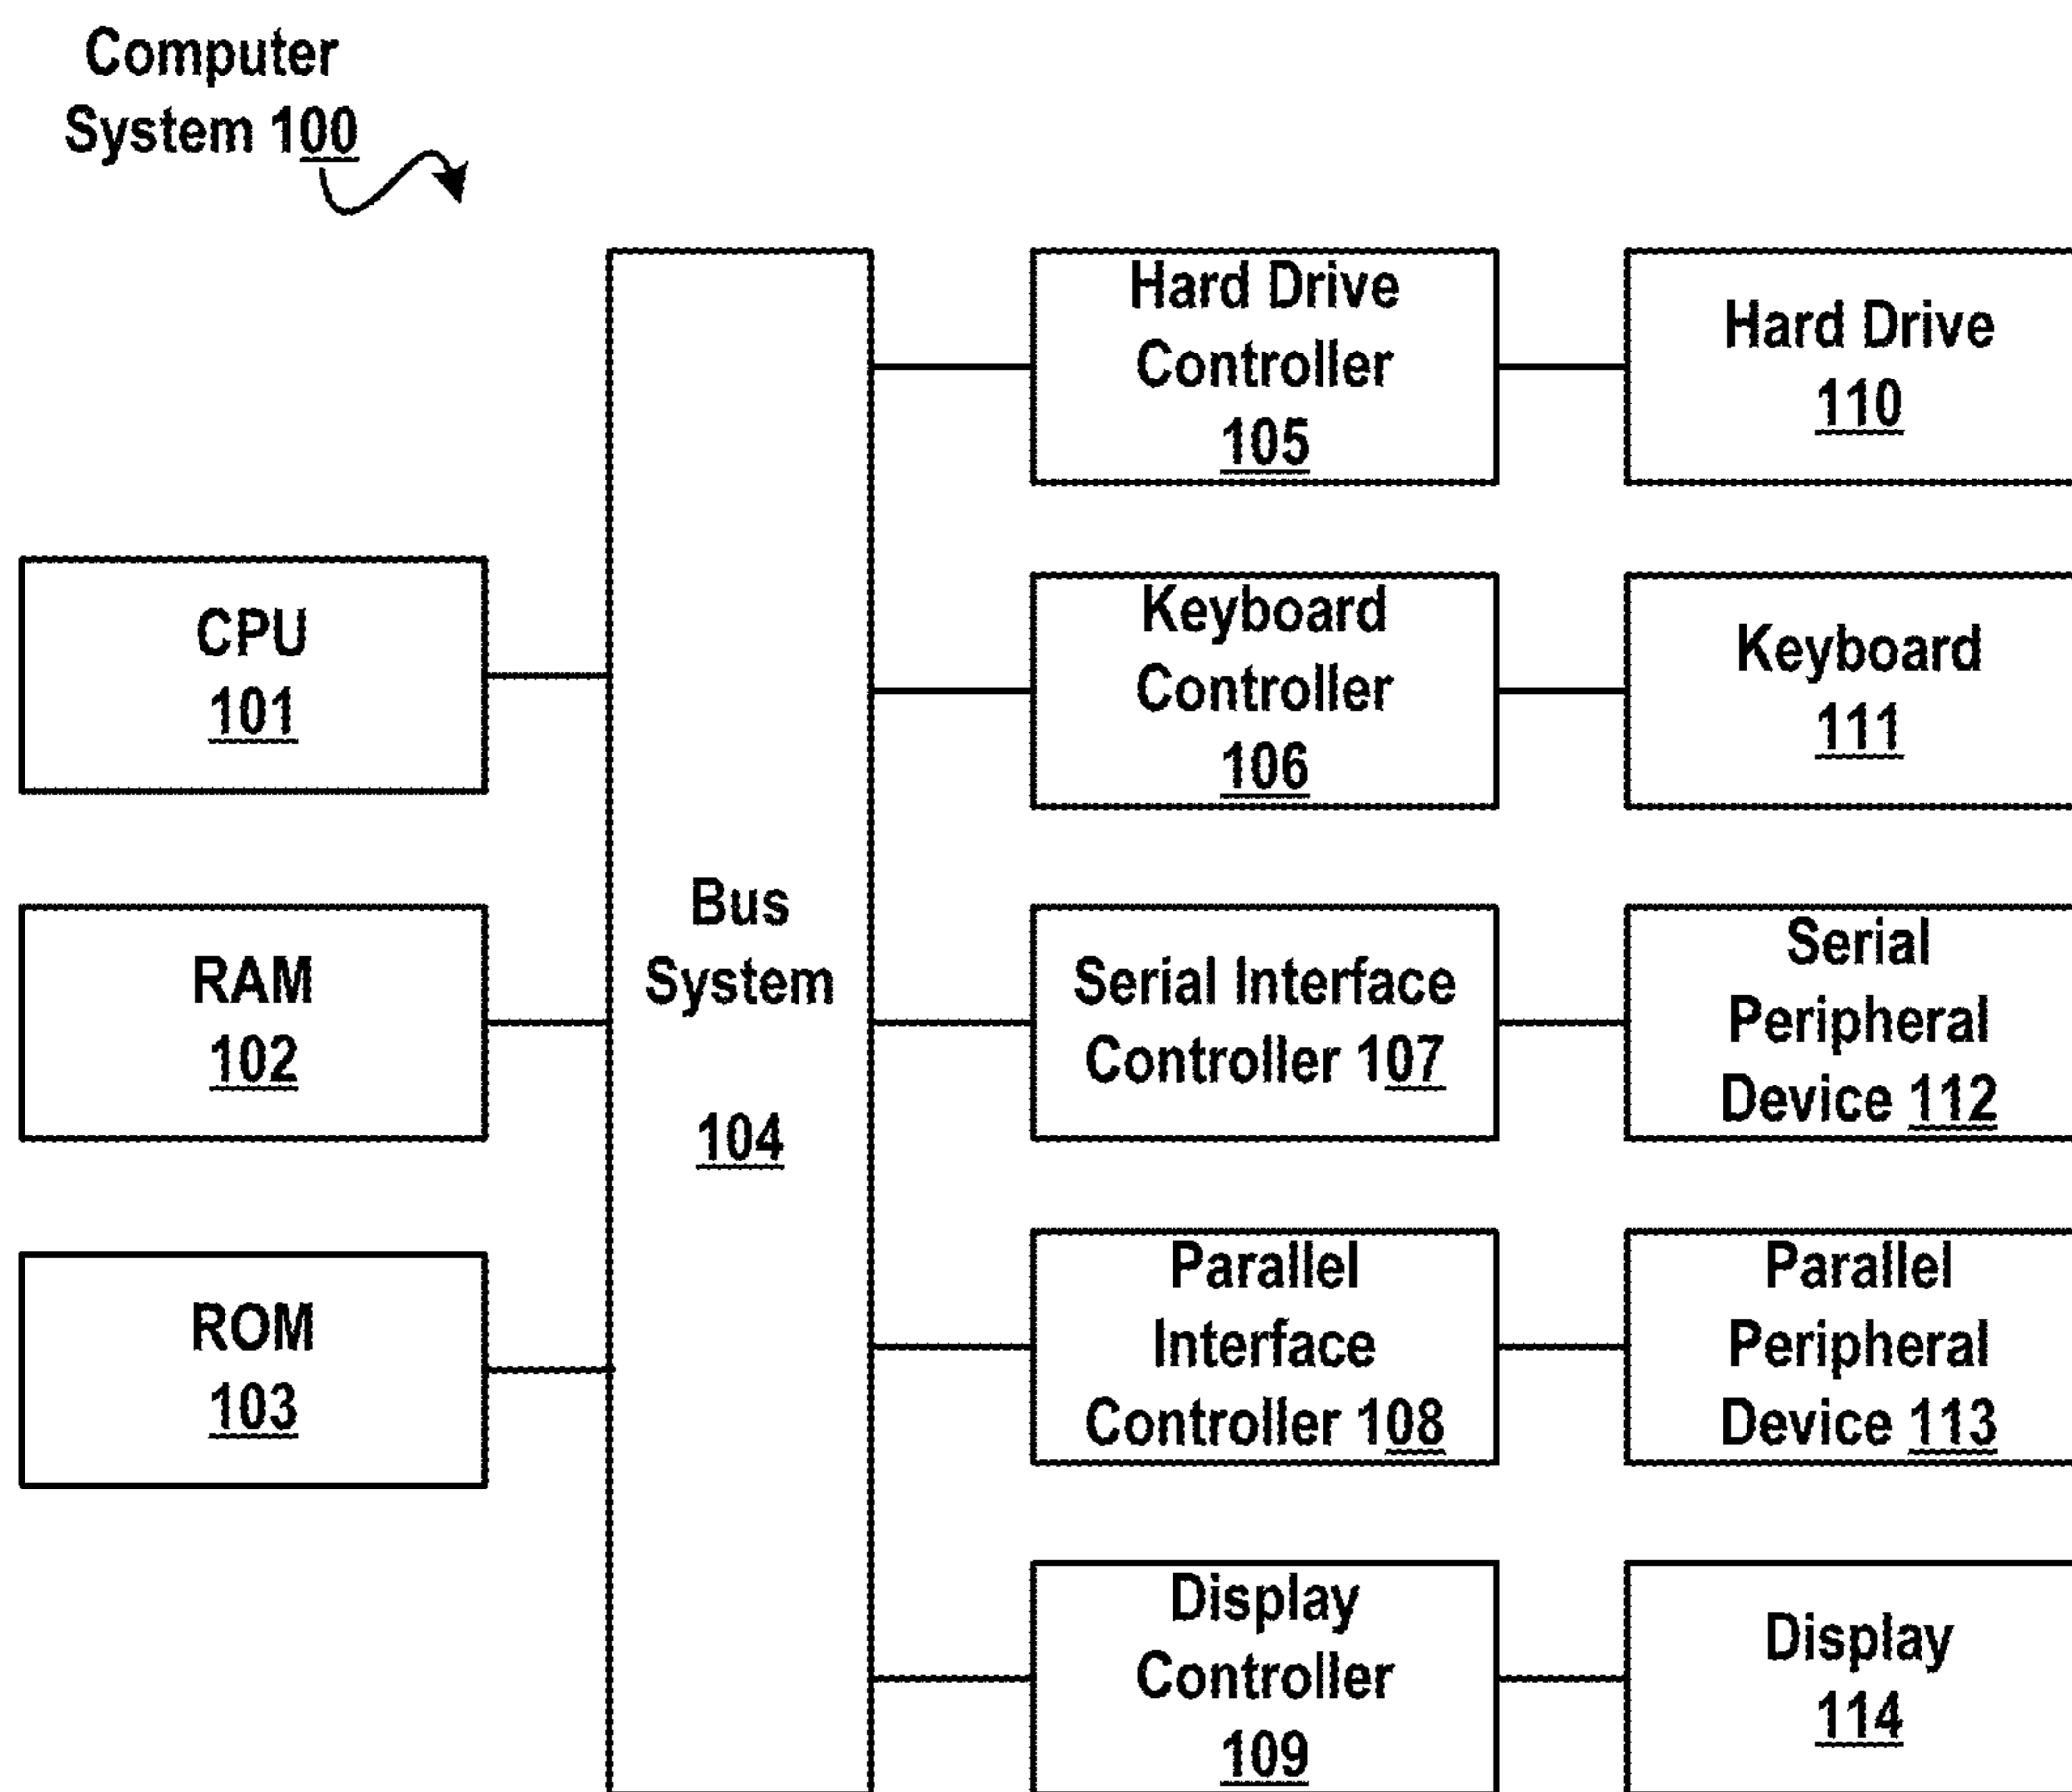 Computer
System 100
Hard Drive
Controller
105
Hard Drive
110
CPU
101
Keyboard
Controller
106
Keyboard
111
Bus
System
104
RAM
102
Serial Interface
Controller 107
Serial
Peripheral
Device 112
ROM
103
Parallel
Interface
Controller 108
Parallel
Peripheral
Device 113
Display
Controller
109
Display
114